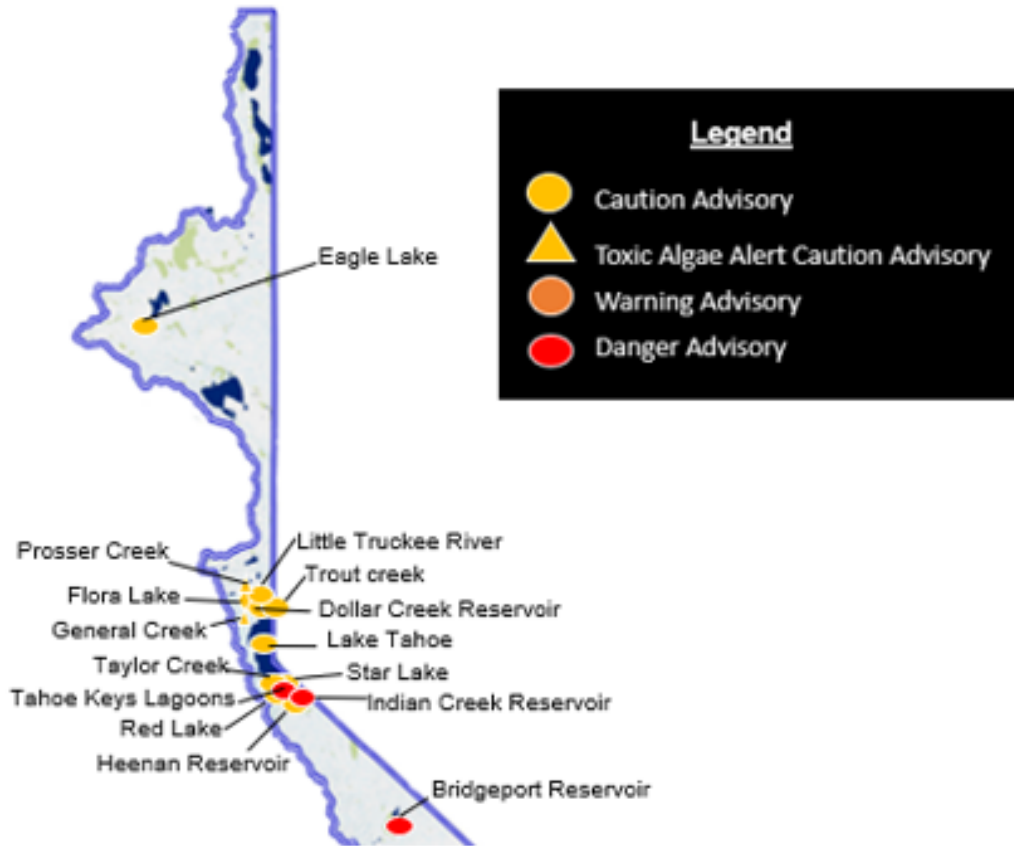 Legend
Caution Advisory
Toxic Algae Alert Caution Advisory
Warning Advisory
Danger Advisory
Eagle Lake
Prosser Creek
Little Truckee River
Trout creek
Flora Lake
Dollar Creek Reservoir
General Creek
Lake Tahoe
Taylor Creek
Star Lake
Tahoe Keys Lagoons
Indian Creek Reservoir
Red Lake
Heenan Reservoir
Bridgeport Reservoir